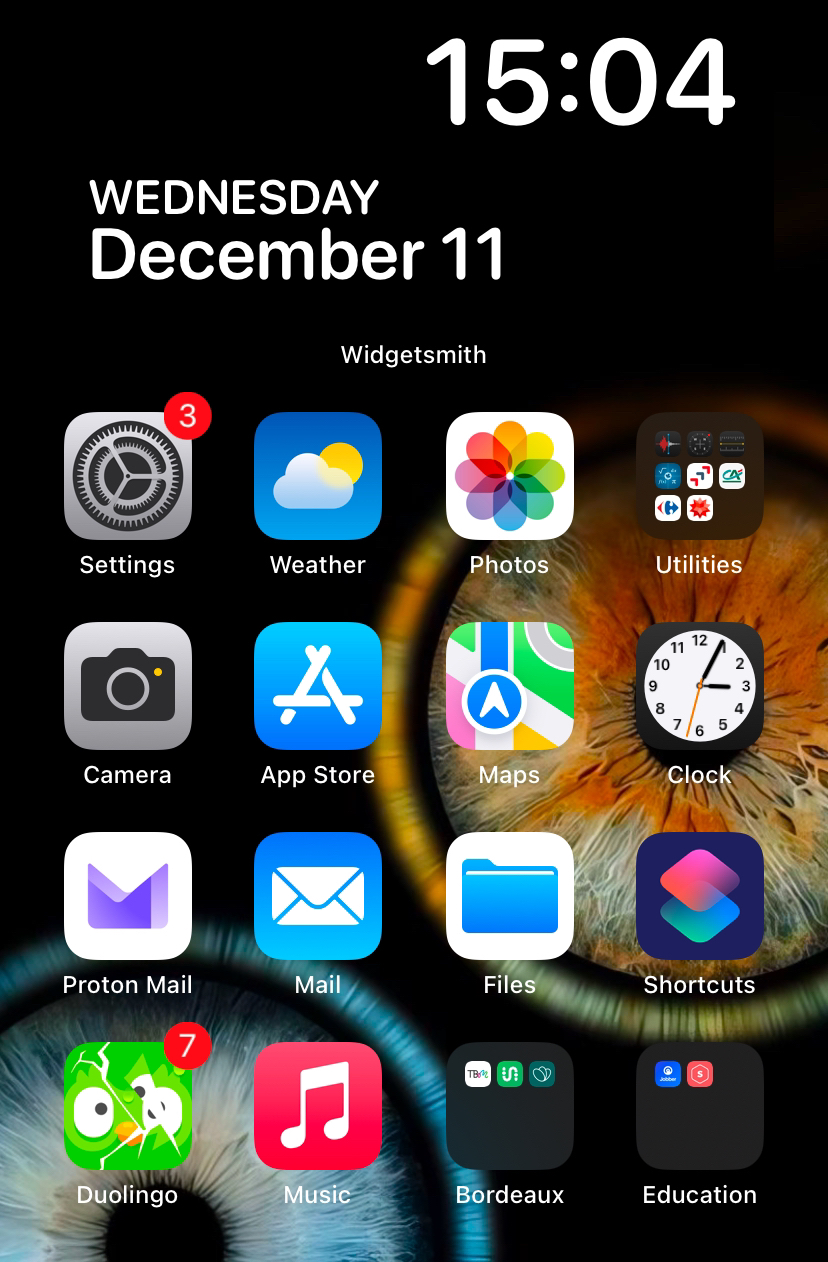 15:04
WEDNESDAY
December 11
Widgetsmith
3
Settings
Weather
Photos
Utilities
12
11
1
10
2
9
3
8
4
7
5
6
Camera
App Store
Maps
Clock
Proton Mail
Mail
Files
Shortcuts
7
TBM
Jobber
S
Duolingo
Music
Bordeaux
Education